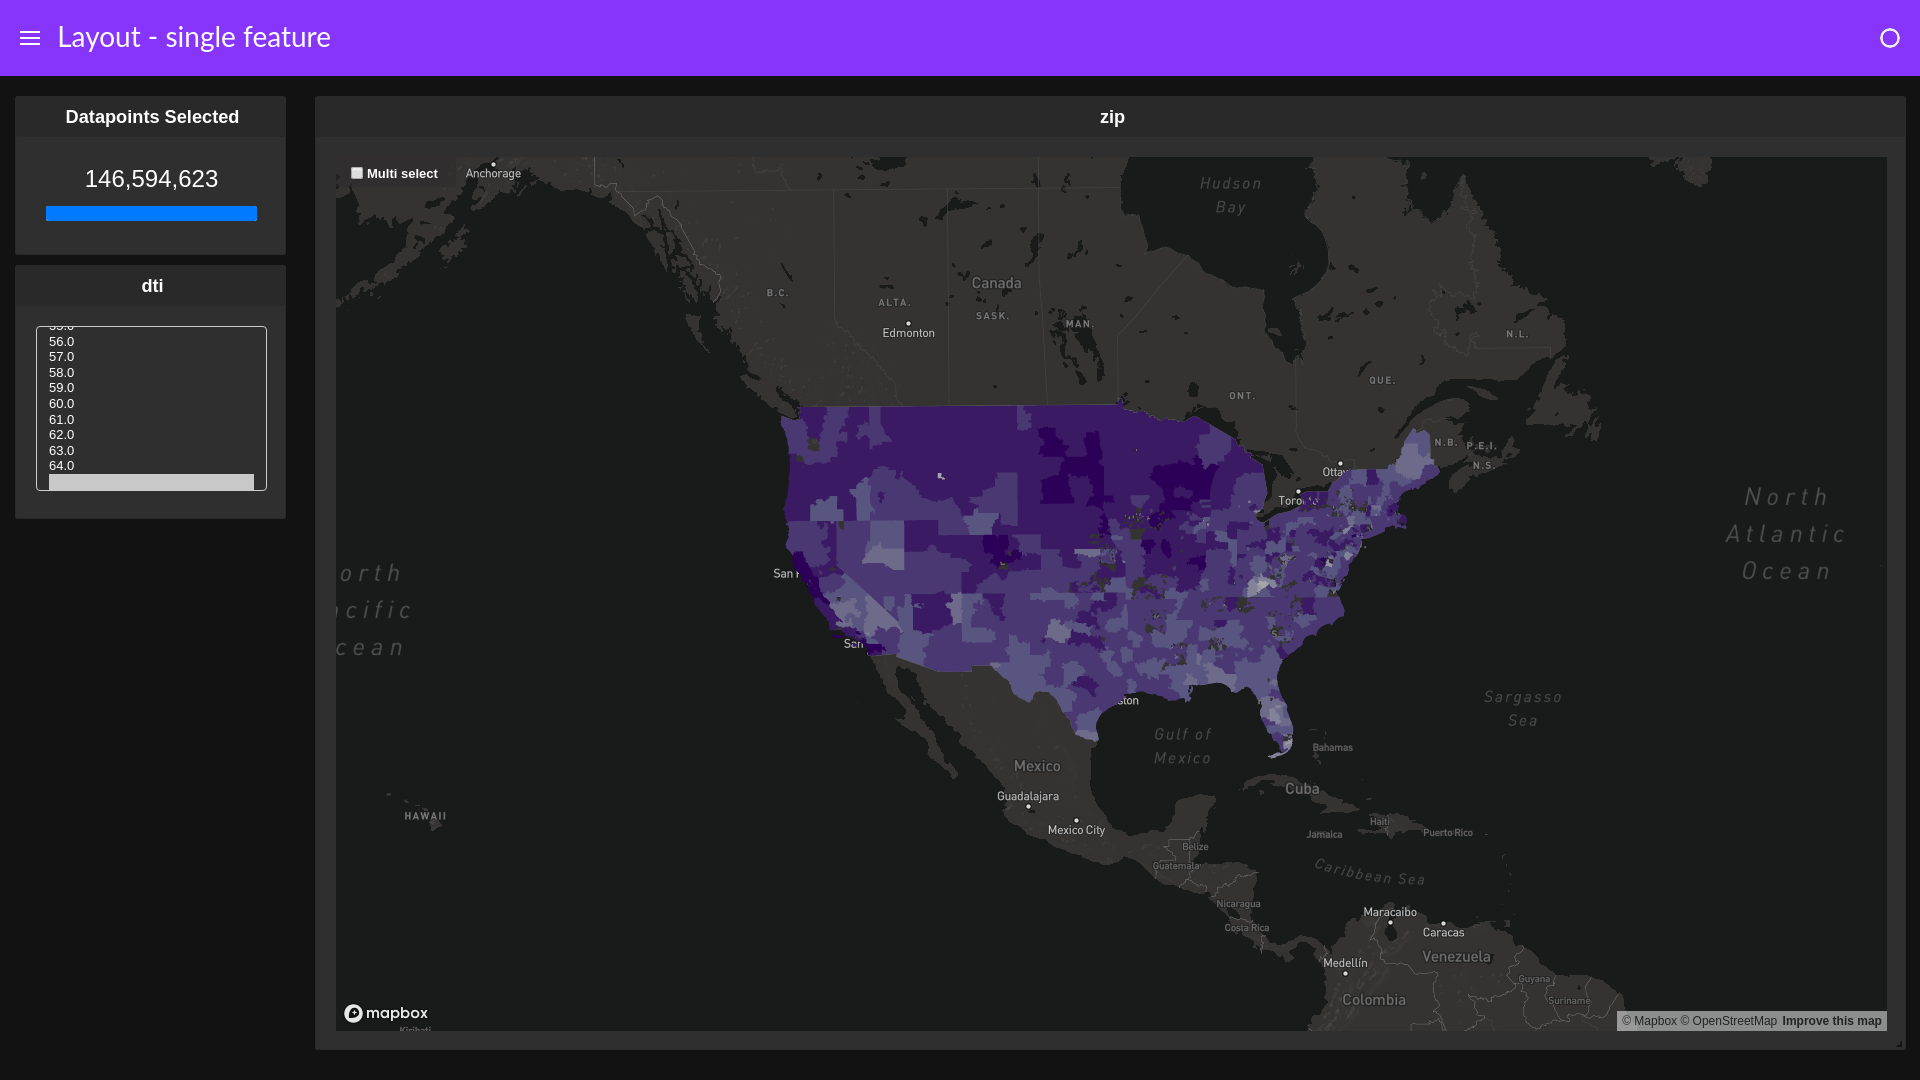 Layout - single feature
Datapoints Selected
146,594,623
dti
56.0
57.0
58.0
59.0
60.0
61.0
62.0
63.0
64.0
zip
Multi select
Anchorage
Hudson
Bay
Canada
B.C.
ALTA.
SASK.
MAN.
Edmonton
N.L.
QUE.
ONT.
N.B.
P.E.I.
N.S.
Otta
Toro
North
Atlantic
Ocean
orth
cific
cean
San
San
ston
Gulf of
Mexico
Sargasso
Sea
Bahamas
Mexico
Guadalajara
Mexico City
Cuba
HAWAII
Haiti
Jamaica
Puerto Rico
Belize
Guatemala
Caribbean Sea
Nicaragua
Costa Rica
Maracaibo
Caracas
Venezuela
Medellín
Guyana
Suriname
Colombia
mapbox
Kiribati
© Mapbox © OpenStreetMap Improve this map